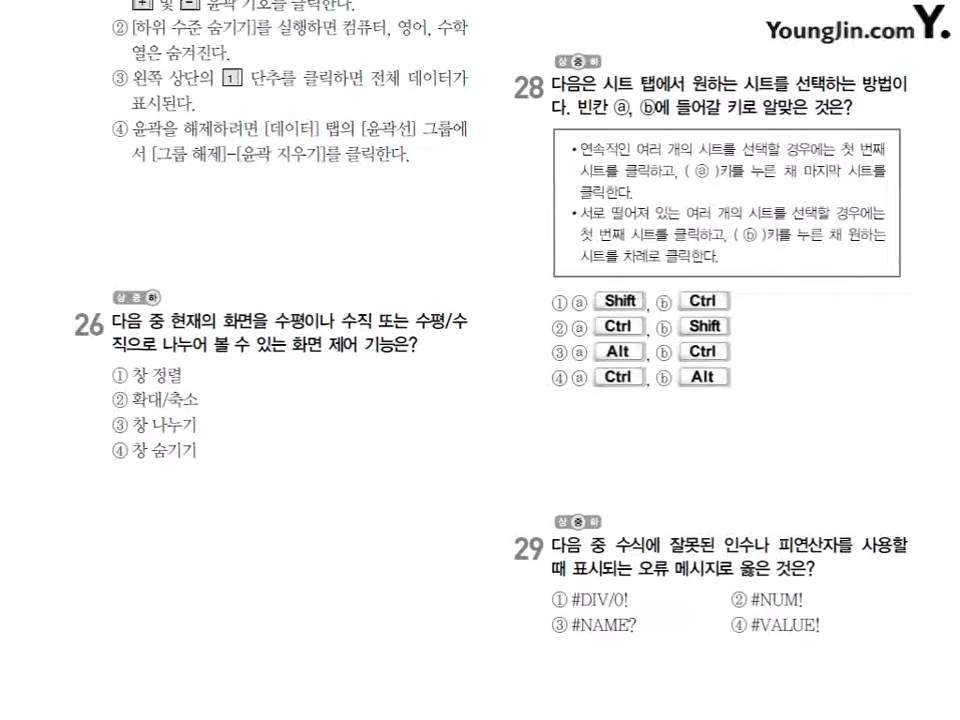 + 및 - 윤곽 기호를 클릭한다.
② [하위 수준 숨기기]를 실행하면 컴퓨터, 영어, 수학
열은 숨겨진다.
③ 왼쪽 상단의 1 단추를 클릭하면 전체 데이터가
표시된다.
④ 윤곽을 해제하려면 [데이터] 탭의 [윤곽선] 그룹에
서 [그룹 해제]-[윤곽 지우기]를 클릭한다.
상 중 하
26 다음 중 현재의 화면을 수평이나 수직 또는 수평/수
직으로 나누어 볼 수 있는 화면 제어 기능은?
① 창 정렬
② 확대/축소
③ 창 나누기
④ 창 숨기기
YoungJin.com Y.
상 중 하
28 다음은 시트 탭에서 원하는 시트를 선택하는 방법이
다. 빈칸 ⓐ, ⓑ에 들어갈 키로 알맞은 것은?
• 연속적인 여러 개의 시트를 선택할 경우에는 첫 번째
시트를 클릭하고, ( ⓐ )키를 누른 채 마지막 시트를
클릭한다.
• 서로 떨어져 있는 여러 개의 시트를 선택할 경우에는
첫 번째 시트를 클릭하고, ( ⓑ )키를 누른 채 원하는
시트를 차례로 클릭한다.
① ⓐ Shift, ⓑ Ctrl
② ⓐ Ctrl, ⓑ Shift
③ ⓐ Alt, ⓑ Ctrl
④ ⓐ Ctrl, ⓑ Alt
상 중 하
29 다음 중 수식에 잘못된 인수나 피연산자를 사용할
때 표시되는 오류 메시지로 옳은 것은?
① #DIV/0! ② #NUM!
③ #NAME? ④ #VALUE!